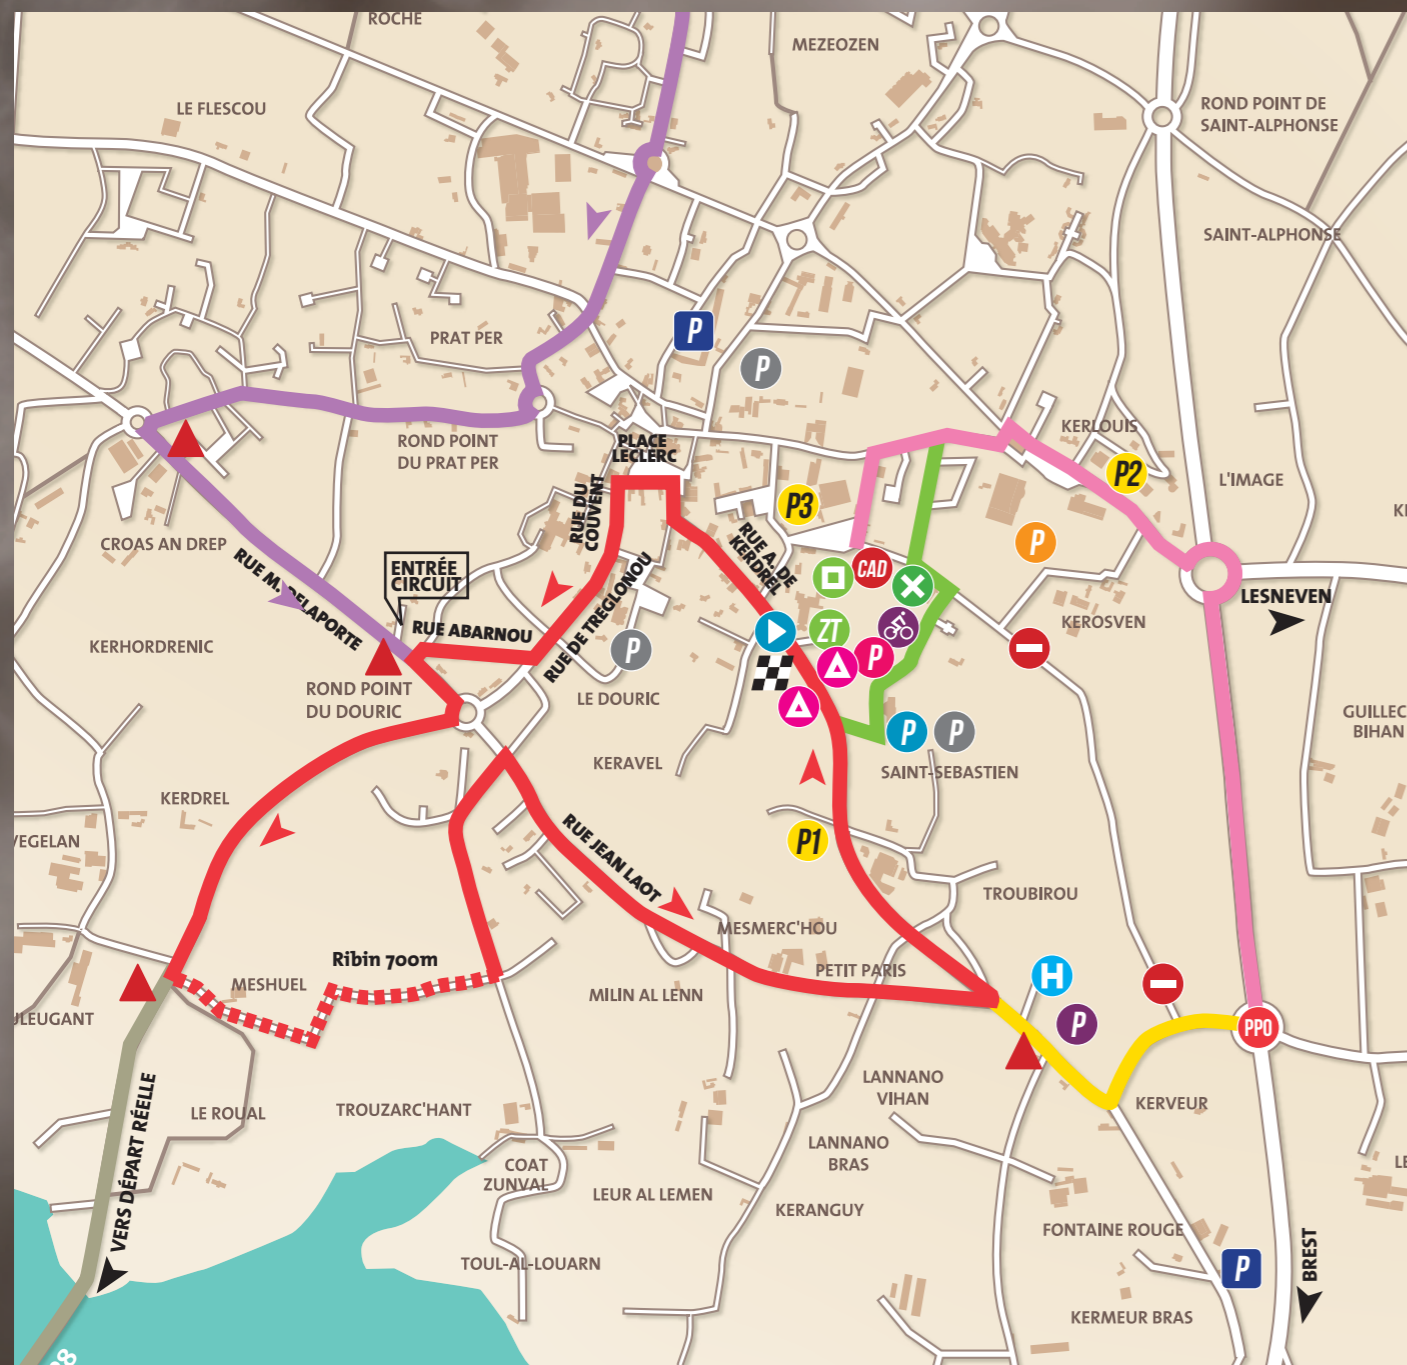 ROCHE
MEZEOZEN
LE FLESCOU
ROND POINT DE
SAINT-ALPHONSE
SAINT-ALPHONSE
PRAT PER
P
P
ROND POINT
DU PRAT PER
PLACE
LECLERC
KERLOUIS
P2
L'IMAGE
P3
RUE DU
COUVENT
RUE A. DE
KERDREL
CROAS AN DREP
RUE M. DELAPORTE
ENTRÉE
CIRCUIT
P
CAD
LESNEVEN
KERHORDRENIC
RUE ABARNOU
RUE DE TREGLONOU
P
ZT
P
KEROSVEN
ROND POINT
DU DOURIC
LE DOURIC
GUILLEC
BIHAN
KERAVEL
P
P
SAINT-SEBASTIEN
KERDREL
VEGELAN
RUE JEAN LAOT
P1
TROUBIROU
MESMERC'HOU
Ribin 700m
PETIT PARIS
MESHUEL
MILIN AL LENN
H
P
PPO
LANNANO
VIHAN
KERVEUR
LE ROUAL
TROUZARC'HANT
VERS DÉPART RÉELLE
LANNANO
BRAS
COAT
ZUNVAL
LEUR AL LEMEN
KERANGUY
FONTAINE ROUGE
TOUL-AL-LOUARN
P
BREST
KERMEUR BRAS